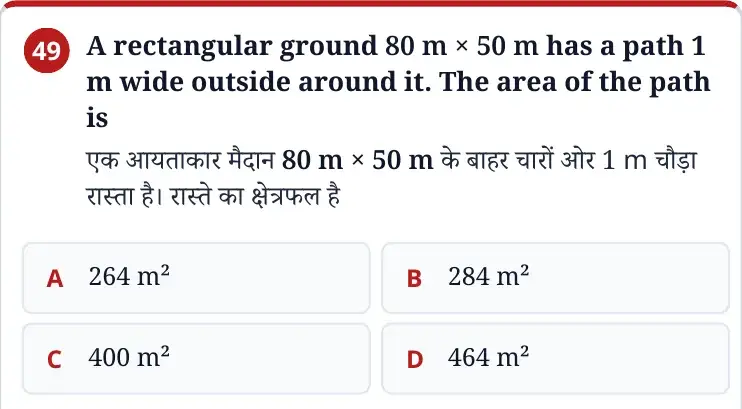 49 A rectangular ground 80 m × 50 m has a path 1
m wide outside around it. The area of the path
is
एक आयताकार मैदान 80 m × 50 m के बाहर चारों ओर 1 m चौड़ा
रास्ता है। रास्ते का क्षेत्रफल है
A 264 m²
B 284 m²
C 400 m²
D 464 m²